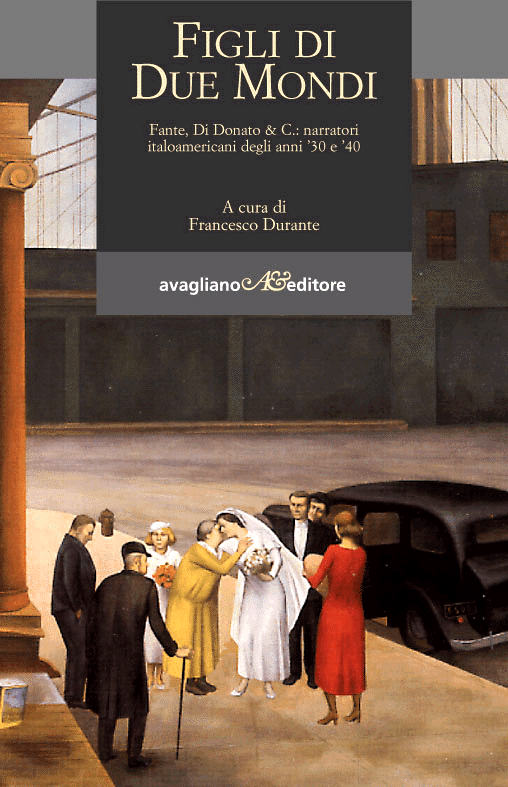 FIGLI DI
DUE MONDI
Fante, Di Donato & C.: narratori
italoamericani degli anni ’30 e ’40
A cura di
Francesco Durante
avagliano A& editore